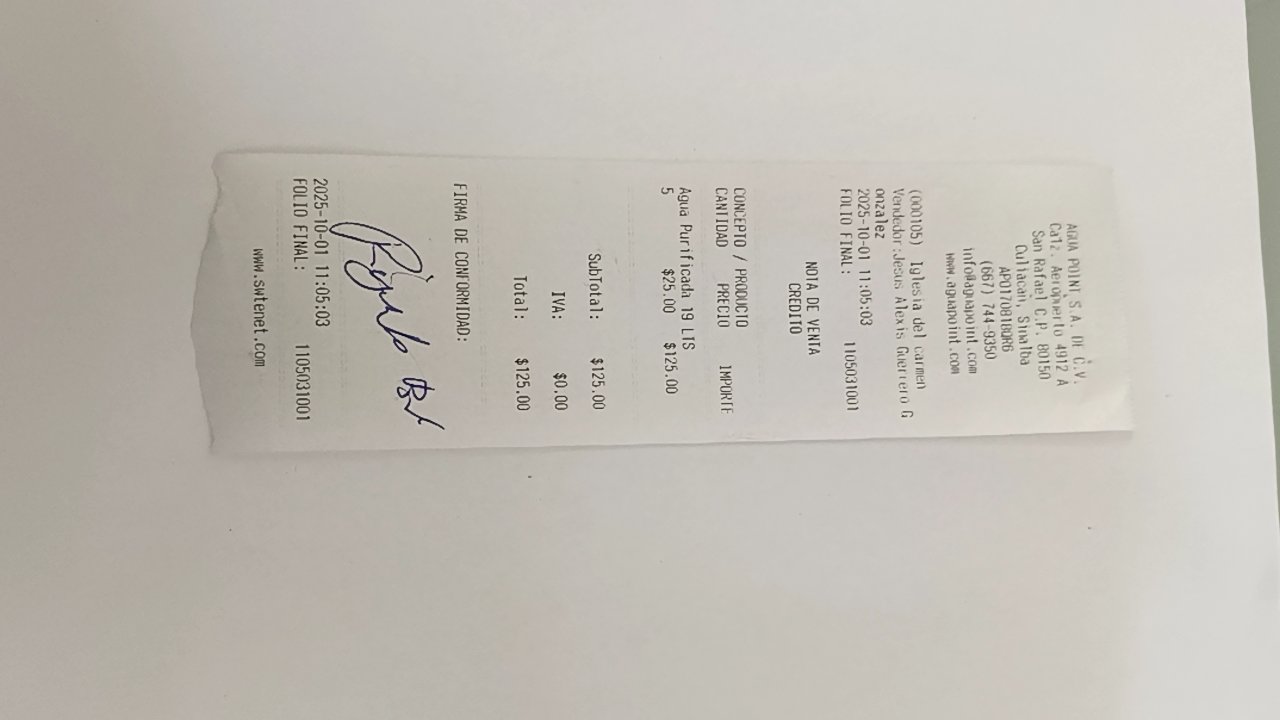 AGUA POINT, S.A. DE C.V.
Calz. Aeropuerto 4912 A
San Rafael C.P. 80150
Culiacan, Sinaloa
AP0170818QR6
(667) 744-9350
info@aguapoint.com
www.aguapoint.com
(000105) Iglesia del carmen
Vendedor:Jesus Alexis Guerrero G
onzalez
2025-10-01 11:05:03
FOLIO FINAL: 1105031001
NOTA DE VENTA
CREDITO
CONCEPTO / PRODUCTO
CANTIDAD PRECIO IMPORTE
Agua Purificada 19 LTS
5 $25.00 $125.00
SubTotal: $125.00
IVA: $0.00
Total: $125.00
FIRMA DE CONFORMIDAD:
2025-10-01 11:05:03
FOLIO FINAL: 1105031001
www.swtenet.com